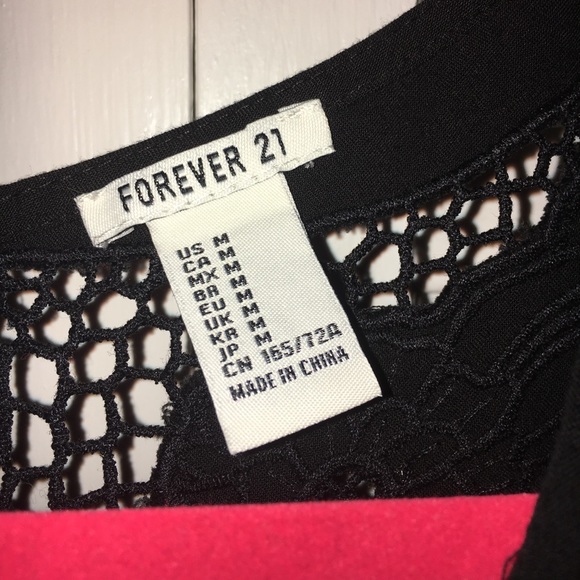 FOREVER 21
US M
CA M
MX M
BR M
EU M
UK M
KR M
JP M
CN 165/72A
MADE IN CHINA